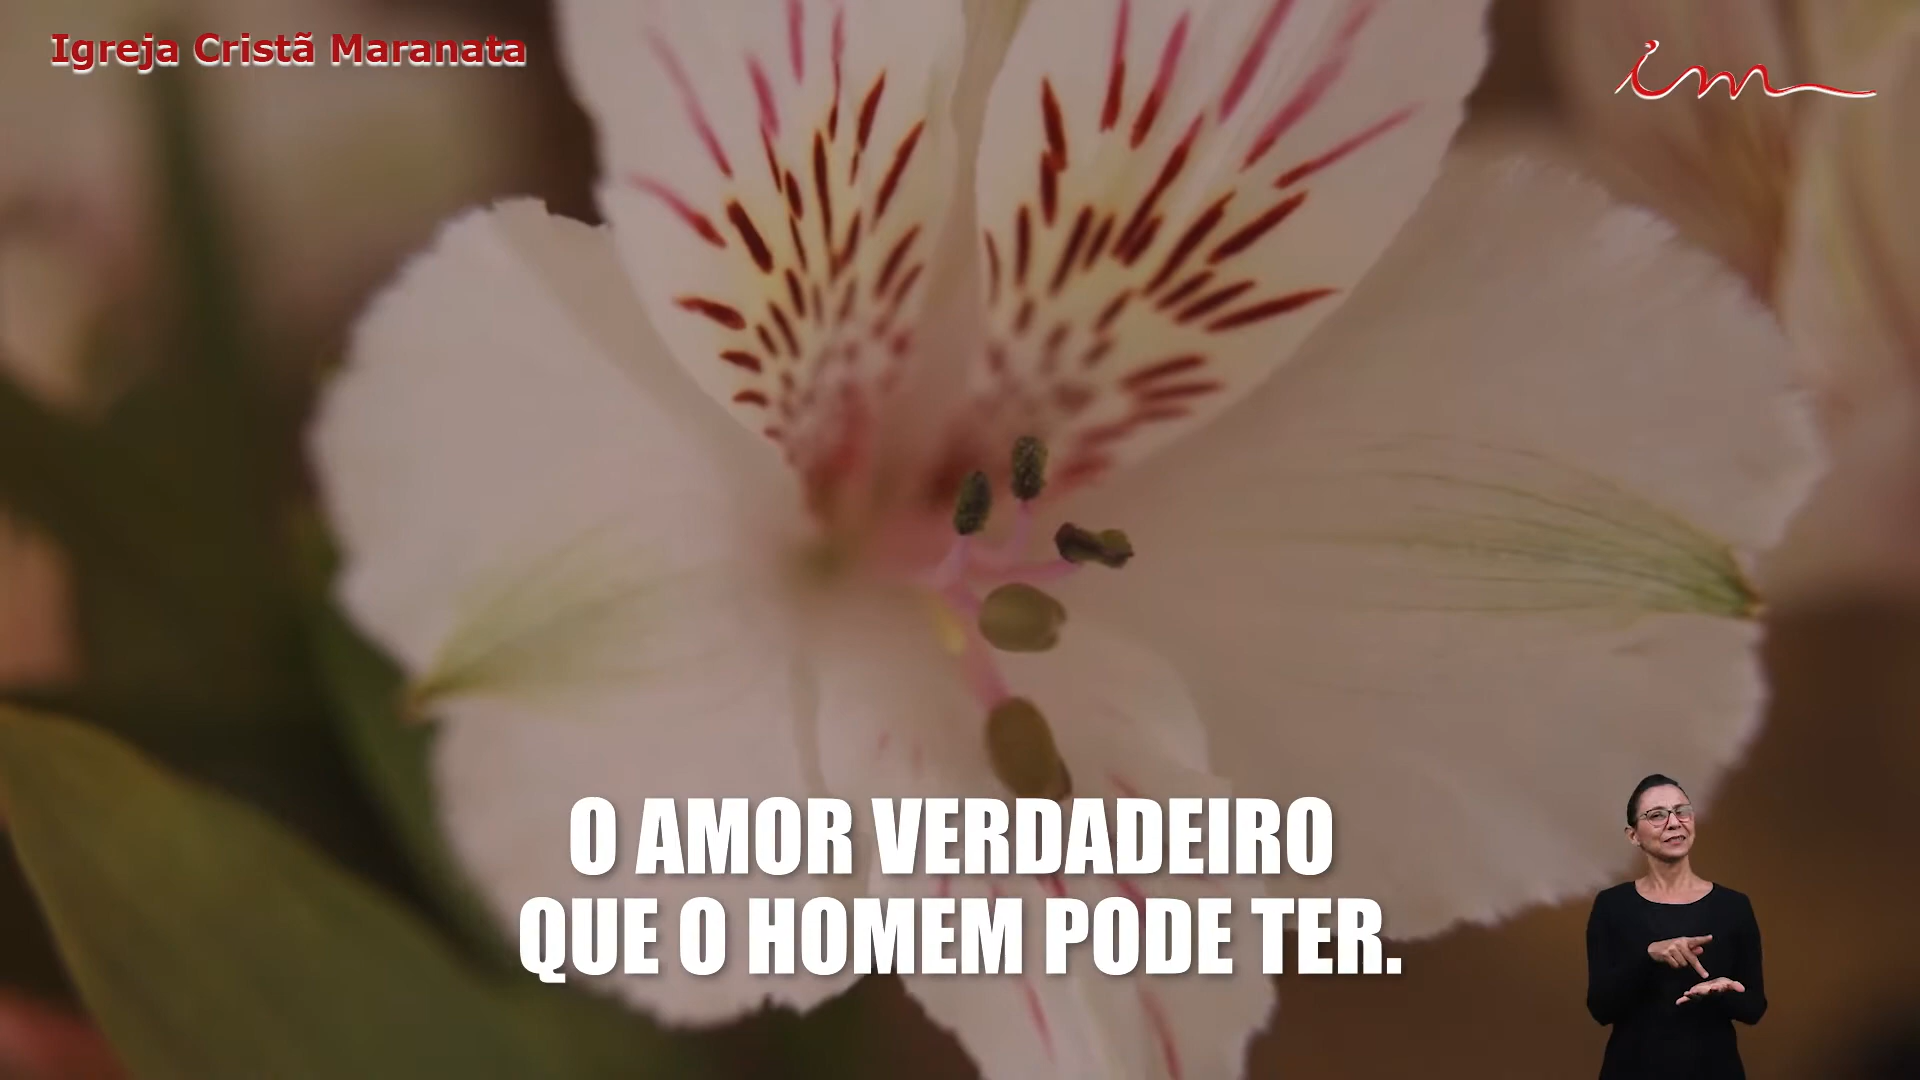 Igreja Cristã Maranata
im
O AMOR VERDADEIRO
QUE O HOMEM PODE TER.